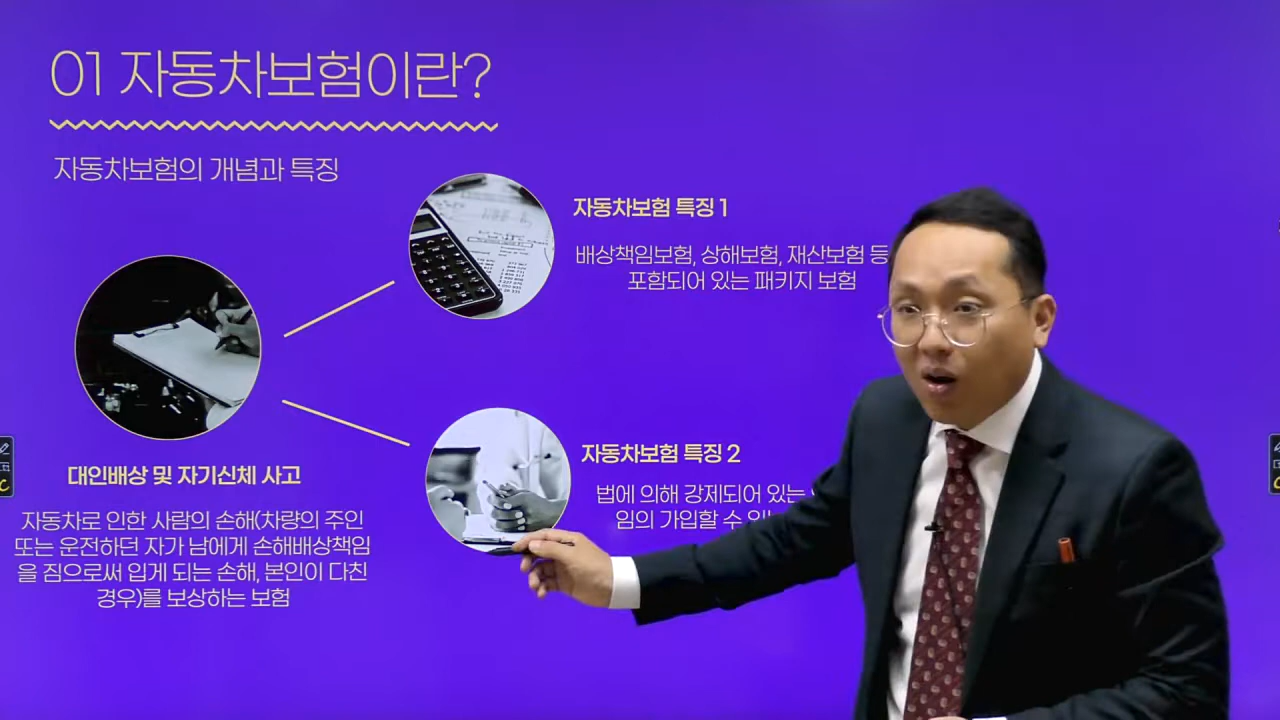 01 자동차보험이란?
자동차보험의 개념과 특징
자동차보험 특징 1
배상책임보험, 상해보험, 재산보험 등
포함되어 있는 패키지 보험
대인배상 및 자기신체 사고
자동차로 인한 사람의 손해(차량의 주인
또는 운전하던 자가 남에게 손해배상책임
을 짐으로써 입게 되는 손해, 본인이 다친
경우)를 보상하는 보험
자동차보험 특징 2
법에 의해 강제되어 있는
임의 가입할 수